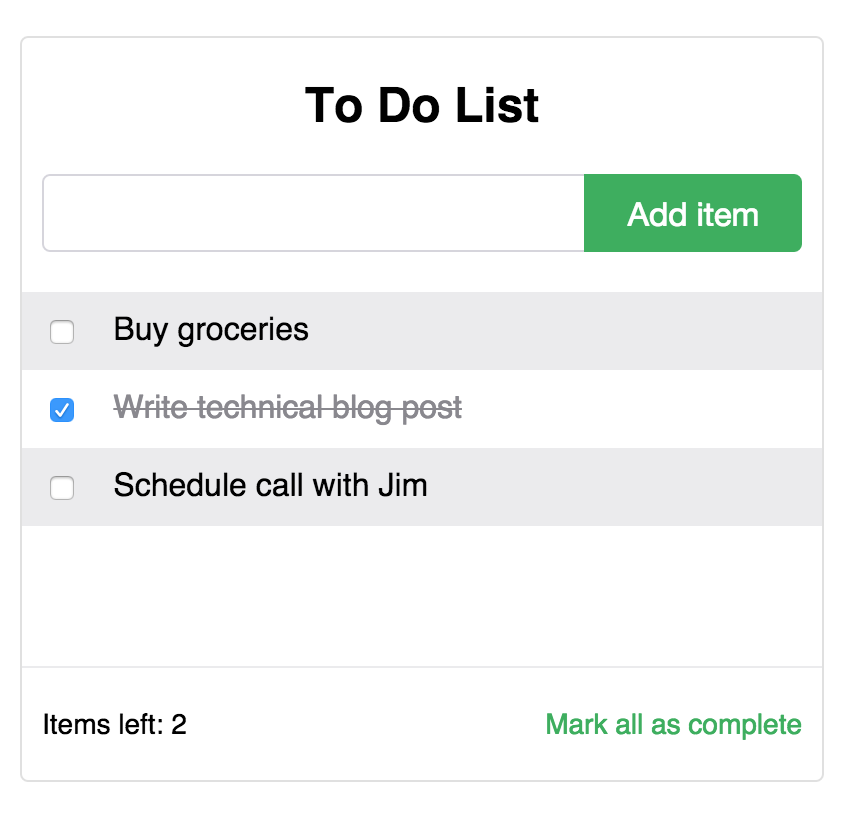 To Do List
Add item
Buy groceries
Write technical blog post
Schedule call with Jim
Items left: 2
Mark all as complete